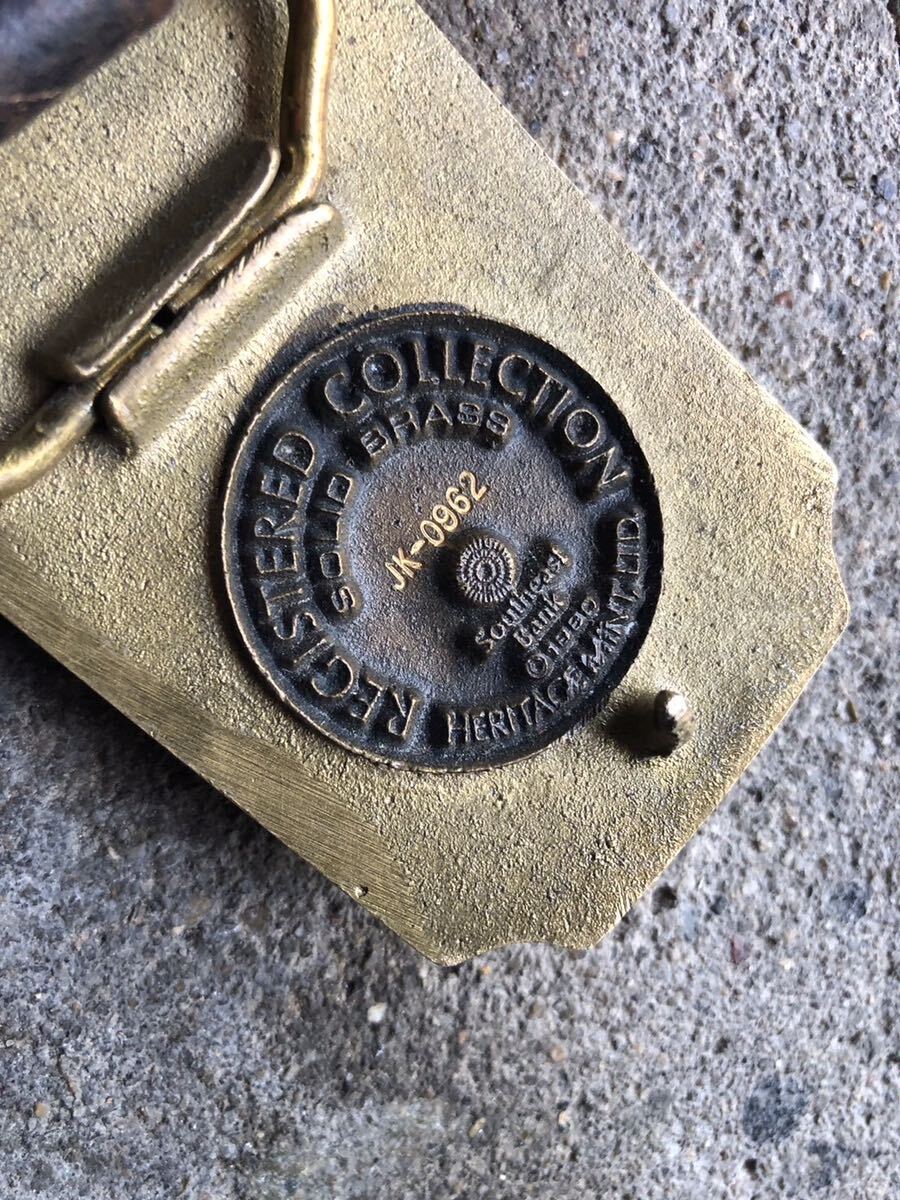 REGISTERED COLLECTION
SOLID BRASS
JK-0962
Southeast
Bank
©1980
HERITAGE MINT, LTD